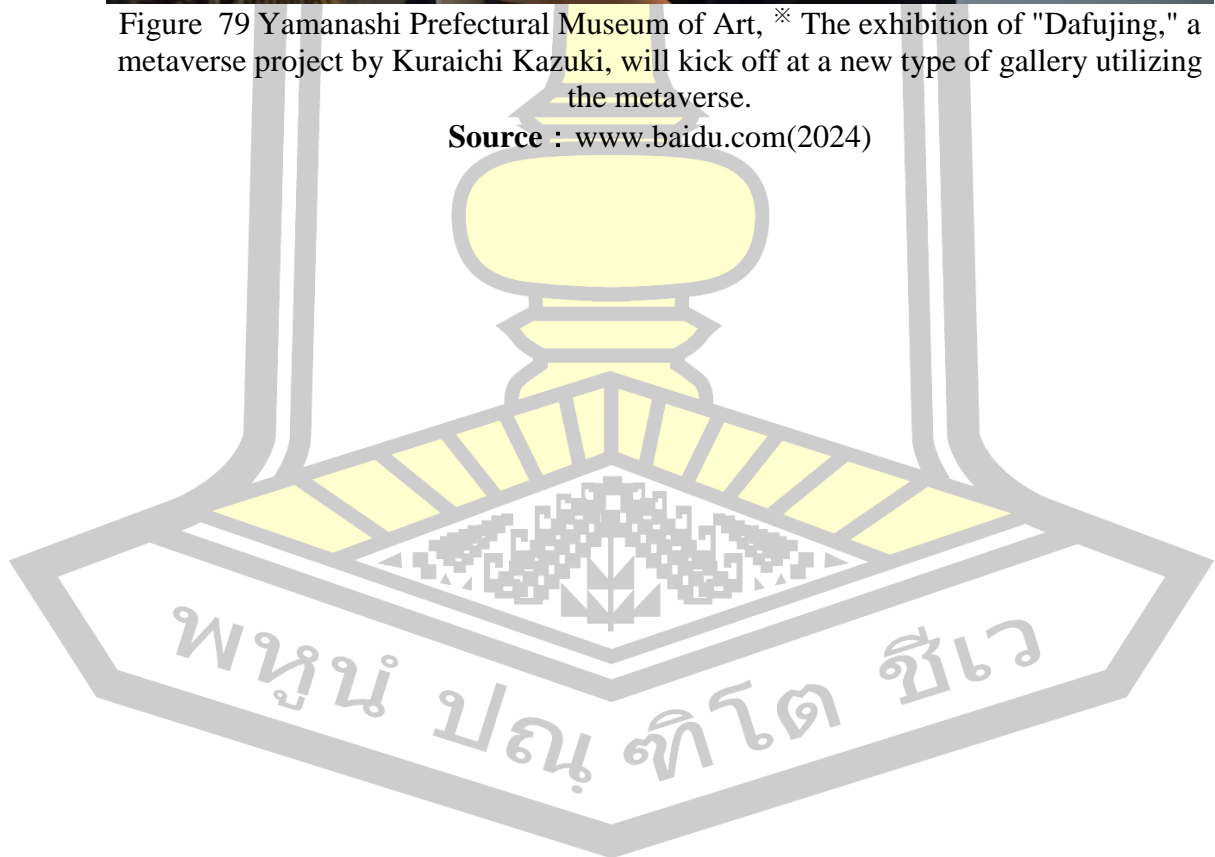 Figure 79 Yamanashi Prefectural Museum of Art, ※ The exhibition of "Dafujing," a
metaverse project by Kuraichi Kazuki, will kick off at a new type of gallery utilizing
the metaverse.
Source：www.baidu.com(2024)
พหูนํ ปณฺฑิโต ชีเว